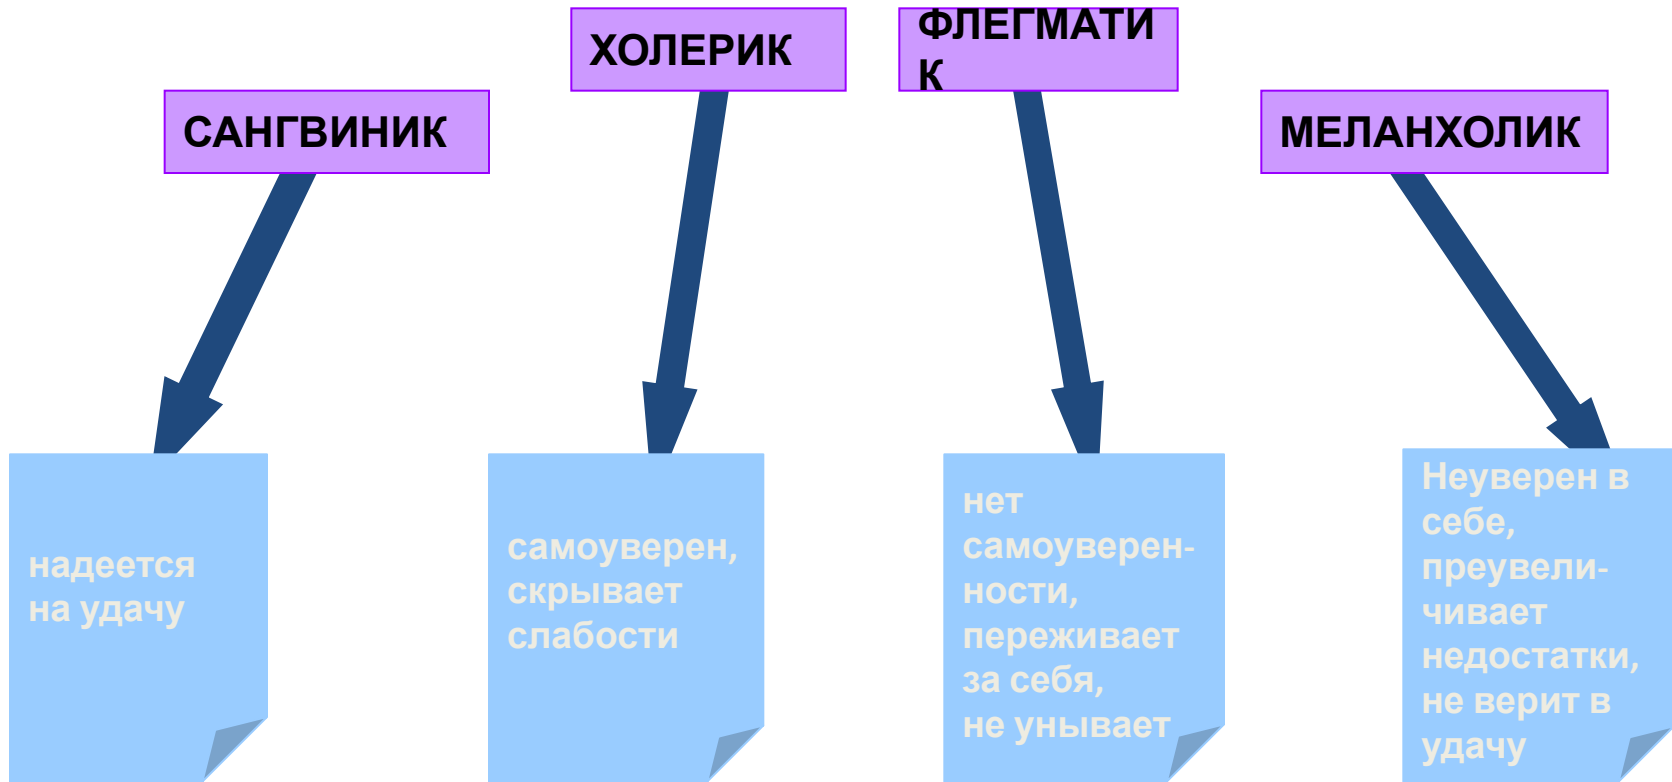 ХОЛЕРИК
ФЛЕГМАТИ
К
САНГВИНИК
МЕЛАНХОЛИК
надеется
на удачу
самоуверен,
скрывает
слабости
нет
самоуверен-
ности,
переживает
за себя,
не унывает
Неуверен в
себе,
преувели-
чивает
недостатки,
не верит в
удачу